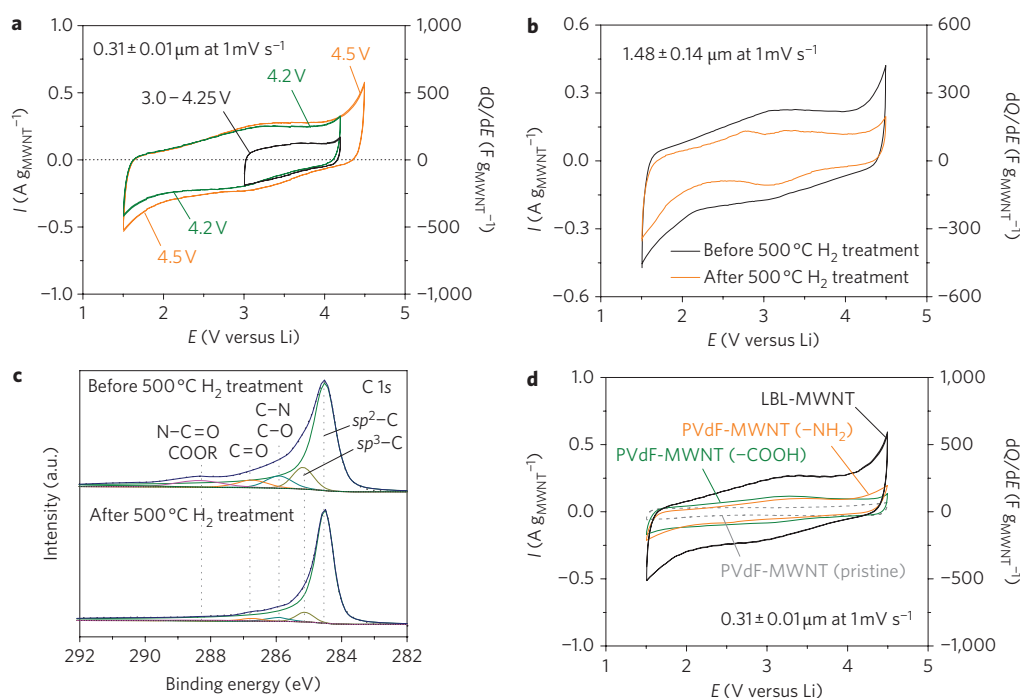 a
0.31 ± 0.01 μm at 1 mV s⁻¹
4.5 V
4.2 V
3.0 – 4.25 V
4.2 V
4.5 V
1.0
0.5
0.0
−0.5
−1.0
1,000
500
0
−500
−1,000
1 2 3 4 5
I (A gMWNT⁻¹)
dQ/dE (F gMWNT⁻¹)
E (V versus Li)
b
1.48 ± 0.14 μm at 1 mV s⁻¹
Before 500 °C H₂ treatment
After 500 °C H₂ treatment
0.6
0.3
0.0
−0.3
−0.6
600
300
0
−300
−600
1 2 3 4 5
I (A gMWNT⁻¹)
dQ/dE (F gMWNT⁻¹)
E (V versus Li)
c
Before 500 °C H₂ treatment
C 1s
C–N
C–O
sp²–C
N–C=O
COOR
C=O
sp³–C
After 500 °C H₂ treatment
Intensity (a.u.)
292 290 288 286 284 282
Binding energy (eV)
d
LBL-MWNT
PVdF-MWNT (–NH₂)
PVdF-MWNT (–COOH)
PVdF-MWNT (pristine)
0.31 ± 0.01 μm at 1 mV s⁻¹
1.0
0.5
0.0
−0.5
−1.0
1,000
500
0
−500
−1,000
1 2 3 4 5
I (A gMWNT⁻¹)
dQ/dE (F gMWNT⁻¹)
E (V versus Li)